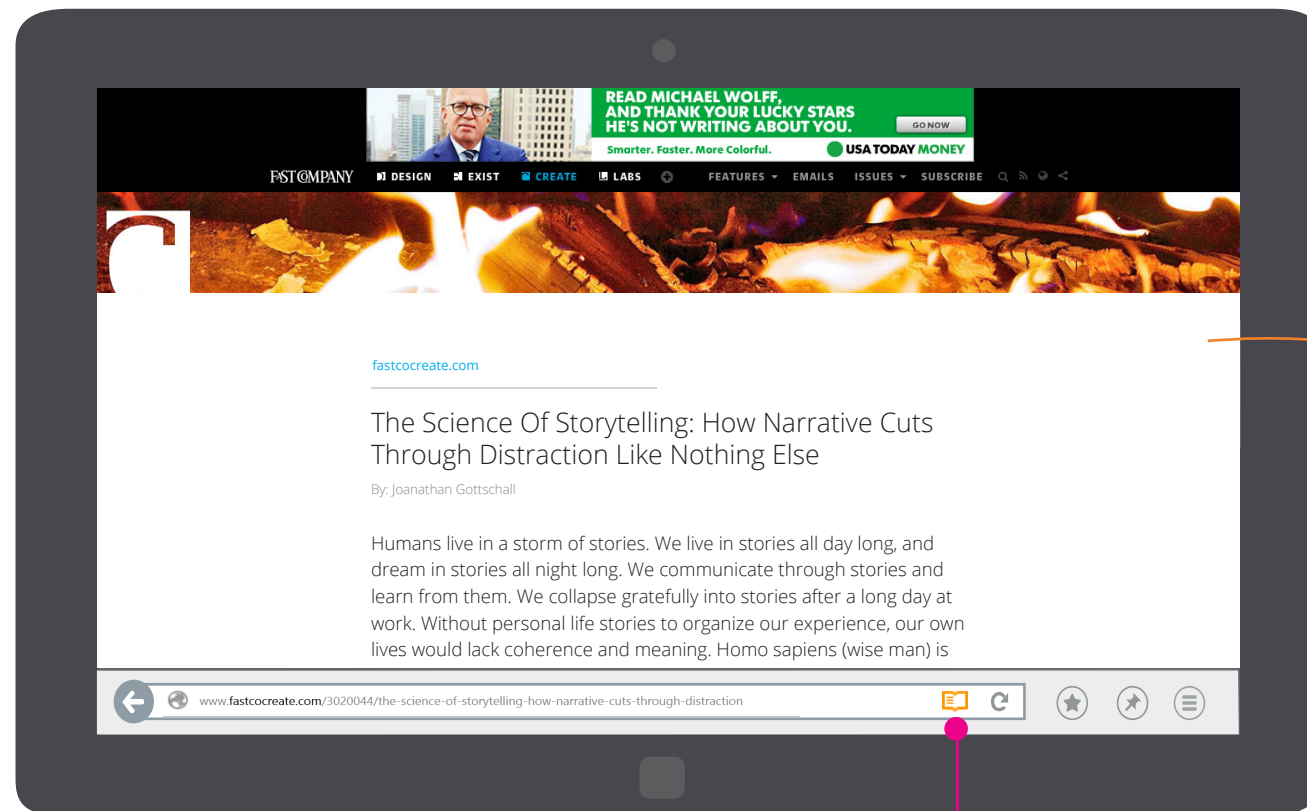 READ MICHAEL WOLFF,
AND THANK YOUR LUCKY STARS
HE'S NOT WRITING ABOUT YOU.
GO NOW
Smarter. Faster. More Colorful.
USA TODAY MONEY
FAST COMPANY DESIGN EXIST CREATE LABS FEATURES EMAILS ISSUES SUBSCRIBE
C
fastcocreate.com
The Science Of Storytelling: How Narrative Cuts
Through Distraction Like Nothing Else
By: Joanathan Gottschall
Humans live in a storm of stories. We live in stories all day long, and
dream in stories all night long. We communicate through stories and
learn from them. We collapse gratefully into stories after a long day at
work. Without personal life stories to organize our experience, our own
lives would lack coherence and meaning. Homo sapiens (wise man) is
www.fastcocreate.com/3020044/the-science-of-storytelling-how-narrative-cuts-through-distraction